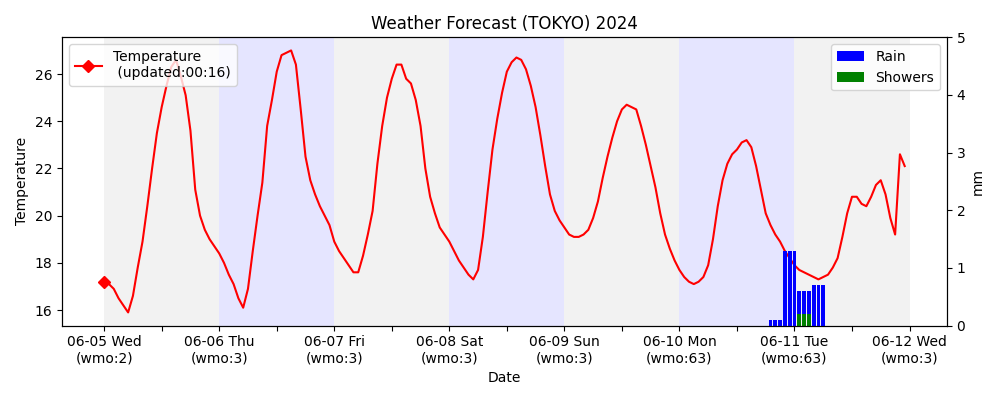 Weather Forecast (TOKYO) 2024
Temperature
(updated:00:16)
Rain
Showers
26
24
22
20
18
16
Temperature
5
4
3
2
1
0
mm
06-05 Wed
(wmo:2)
06-06 Thu
(wmo:3)
06-07 Fri
(wmo:3)
06-08 Sat
(wmo:3)
06-09 Sun
(wmo:3)
06-10 Mon
(wmo:63)
06-11 Tue
(wmo:63)
06-12 Wed
(wmo:3)
Date